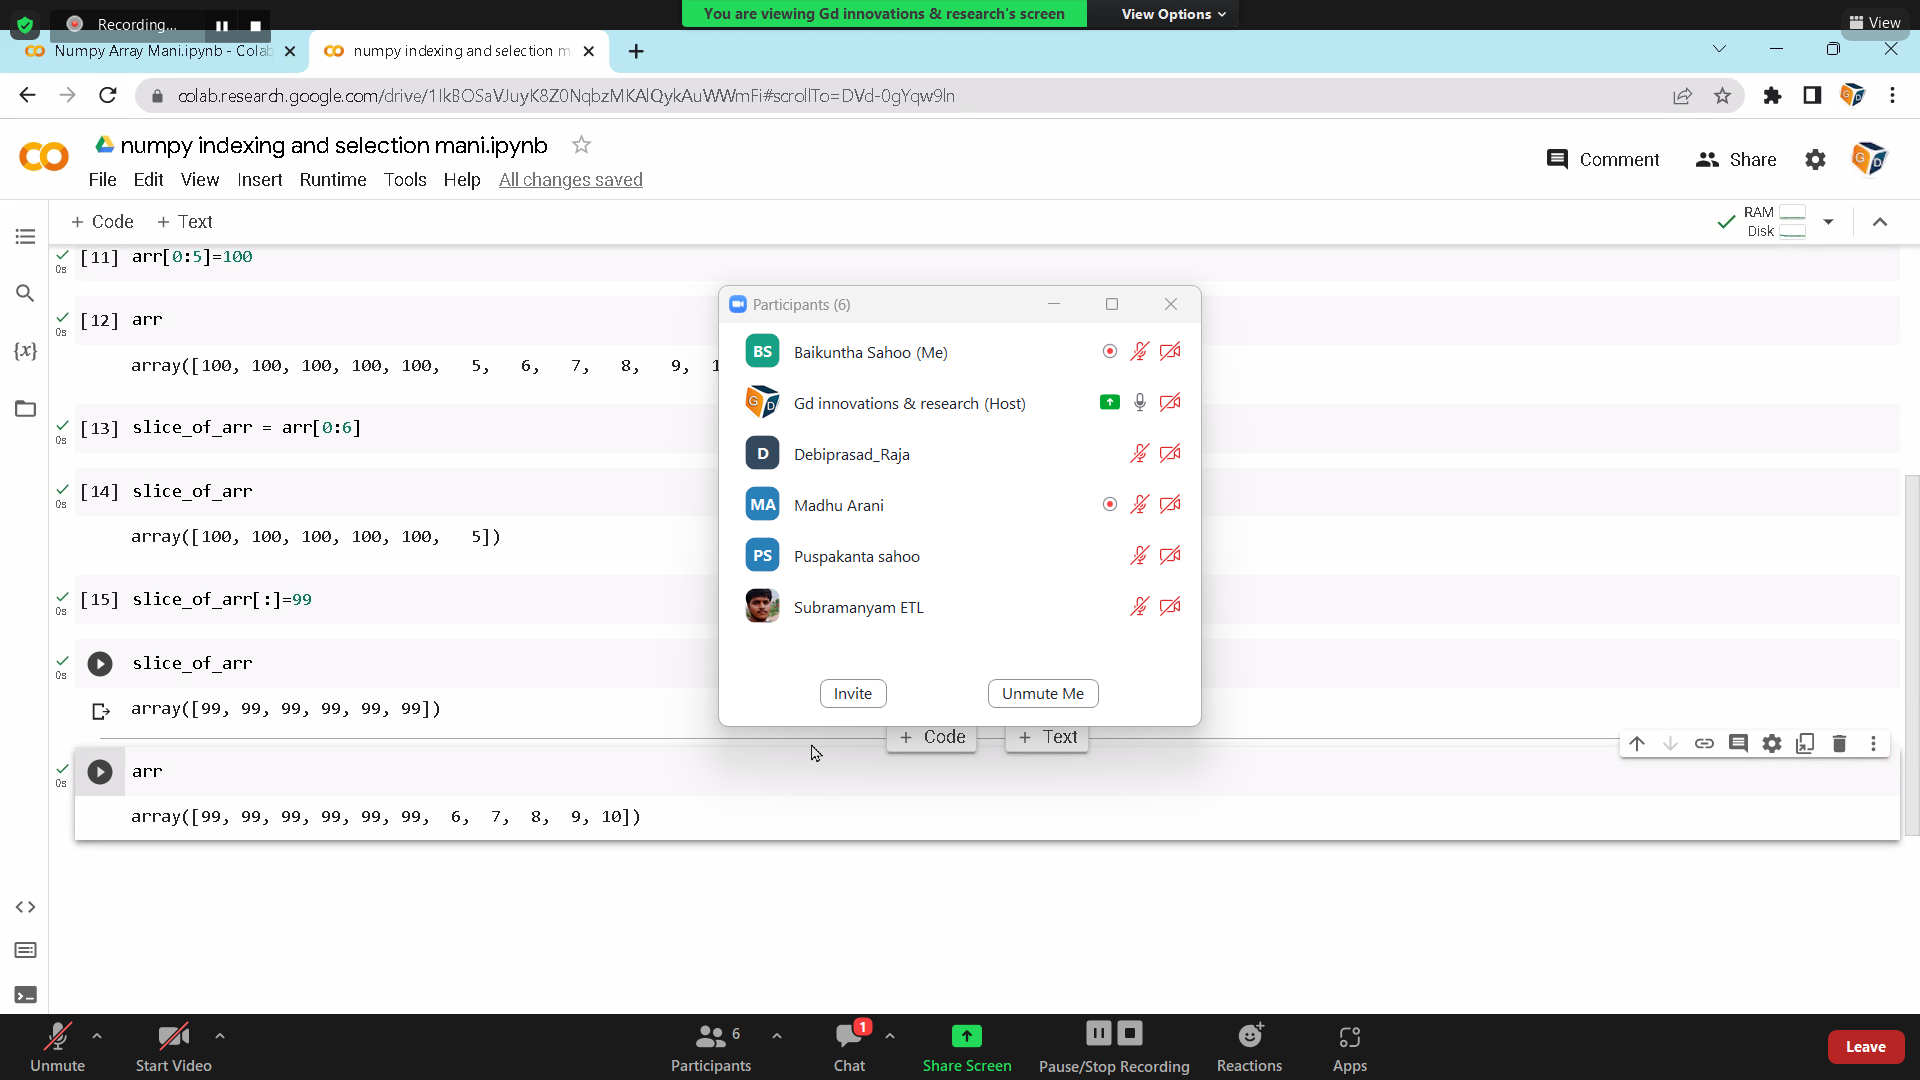 Recording...
You are viewing Gd innovations & research's screen
View Options
View
Numpy Array Mani.ipynb - Colab
numpy indexing and selection m
colab.research.google.com/drive/1IkBOSaVJuyK8Z0NqbzMKAlQykAuWWmFi#scrollTo=DVd-0gYqw9ln
numpy indexing and selection mani.ipynb
Comment
Share
File Edit View Insert Runtime Tools Help All changes saved
+ Code + Text
RAM
Disk
[11] arr[0:5]=100
0s
[12] arr
0s
array([100, 100, 100, 100, 100, 5, 6, 7, 8, 9, 1
[13] slice_of_arr = arr[0:6]
0s
[14] slice_of_arr
0s
array([100, 100, 100, 100, 100, 5])
[15] slice_of_arr[:]=99
0s
slice_of_arr
0s
array([99, 99, 99, 99, 99, 99])
+ Code + Text
arr
0s
array([99, 99, 99, 99, 99, 99, 6, 7, 8, 9, 10])
Participants (6)
BS Baikuntha Sahoo (Me)
GD Gd innovations & research (Host)
D Debiprasad_Raja
MA Madhu Arani
PS Puspakanta sahoo
Subramanyam ETL
Invite
Unmute Me
Unmute
Start Video
6
Participants
1
Chat
Share Screen
Pause/Stop Recording
Reactions
Apps
Leave